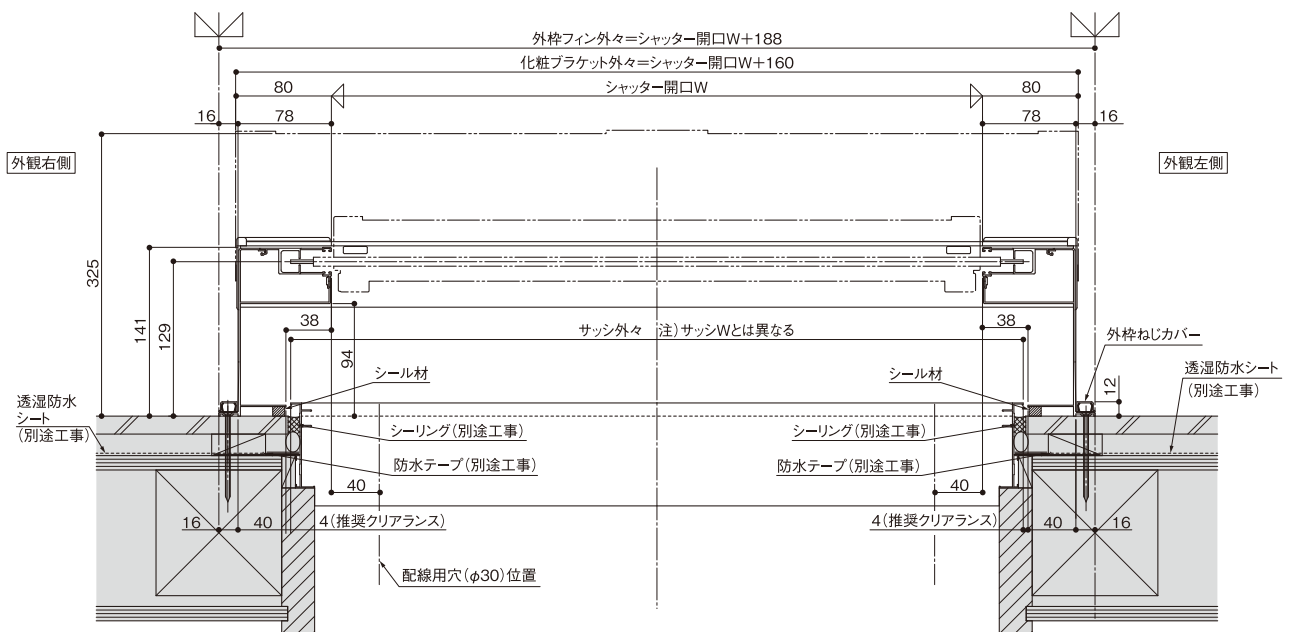 外枠フィン外々=シャッター開口W+188
化粧ブラケット外々=シャッター開口W+160
80
シャッター開口W
80
16
78
78
16
外観右側
外観左側
325
141
129
94
38
サッシ外々 注)サッシWとは異なる
38
外枠ねじカバー
12
シール材
シール材
透湿防水シート
(別途工事)
透湿防水
シート
(別途工事)
シーリング(別途工事)
シーリング(別途工事)
防水テープ(別途工事)
防水テープ(別途工事)
40
40
16
40
4(推奨クリアランス)
4(推奨クリアランス)
40
16
配線用穴(φ30)位置